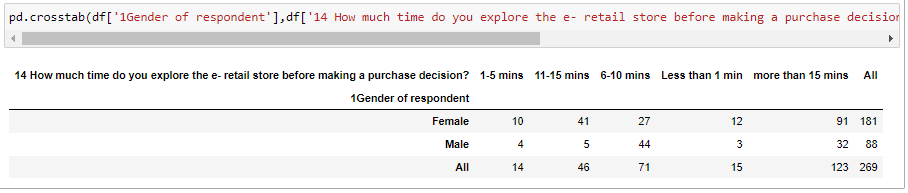 pd.crosstab(df['1Gender of respondent'],df['14 How much time do you explore the e- retail store before making a purchase decision
14 How much time do you explore the e- retail store before making a purchase decision? 1-5 mins 11-15 mins 6-10 mins Less than 1 min more than 15 mins All
1Gender of respondent
Female 10 41 27 12 91 181
Male 4 5 44 3 32 88
All 14 46 71 15 123 269